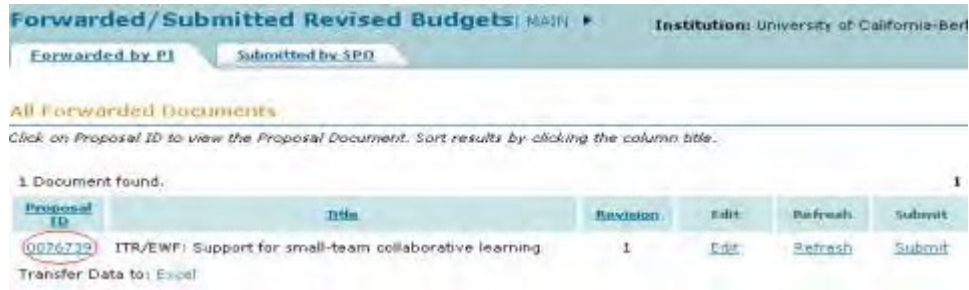 Forwarded/Submitted Revised Budgets| MAIN Institution: University of California-Berk
Forwarded by PI Submitted by SPO
All Forwarded Documents
Click on Proposal ID to view the Proposal Document. Sort results by clicking the column title.
1 Document found. 1
Proposal ID Title Revision Edit Refresh Submit
0076739 ITR/EWF: Support for small-team collaborative learning 1 Edit Refresh Submit
Transfer Data to: Excel